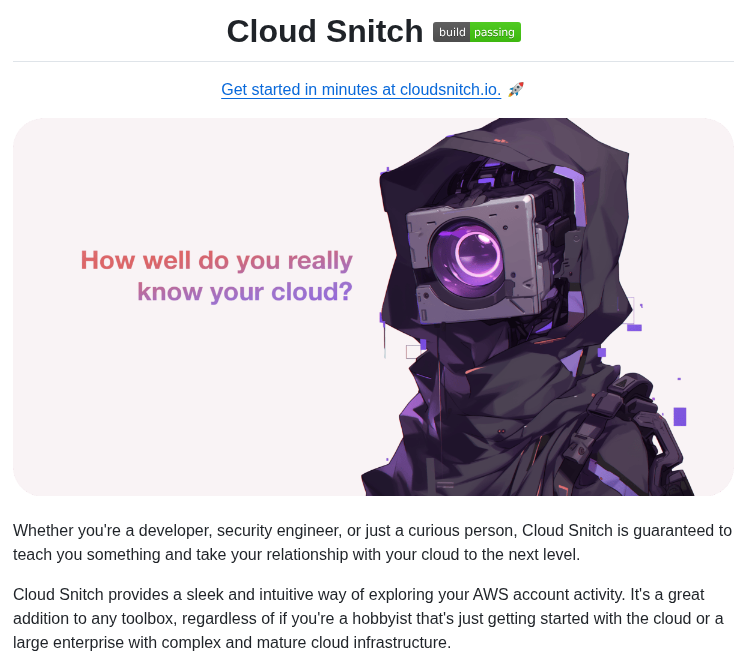 Cloud Snitch build passing
Get started in minutes at cloudsnitch.io. 🚀
How well do you really
know your cloud?
Whether you're a developer, security engineer, or just a curious person, Cloud Snitch is guaranteed to
teach you something and take your relationship with your cloud to the next level.
Cloud Snitch provides a sleek and intuitive way of exploring your AWS account activity. It's a great
addition to any toolbox, regardless of if you're a hobbyist that's just getting started with the cloud or a
large enterprise with complex and mature cloud infrastructure.